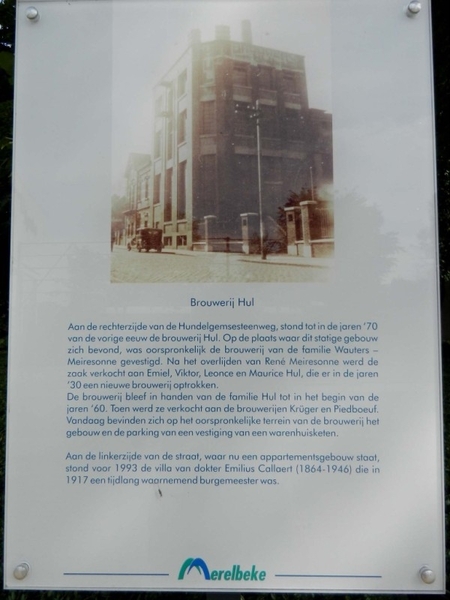 Brouwerij Hul
Aan de rechterzijde van de Hundelgemsesteenweg, stond tot in de jaren '70
van de vorige eeuw de brouwerij Hul. Op de plaats waar dit statige gebouw
zich bevond, was oorspronkelijk de brouwerij van de familie Wauters –
Meiresonne gevestigd. Na het overlijden van René Meiresonne werd de
zaak verkocht aan Emiel, Viktor, Leonce en Maurice Hul, die er in de jaren
'30 een nieuwe brouwerij optrokken.
De brouwerij bleef in handen van de familie Hul tot in het begin van de
jaren '60. Toen werd ze verkocht aan de brouwerijen Krüger en Piedboeuf.
Vandaag bevinden zich op het oorspronkelijke terrein van de brouwerij het
gebouw en de parking van een vestiging van een warenhuisketen.
Aan de linkerzijde van de straat, waar nu een appartementsgebouw staat,
stond voor 1993 de villa van dokter Emilius Callaert (1864-1946) die in
1917 een tijdlang waarnemend burgemeester was.
Merelbeke